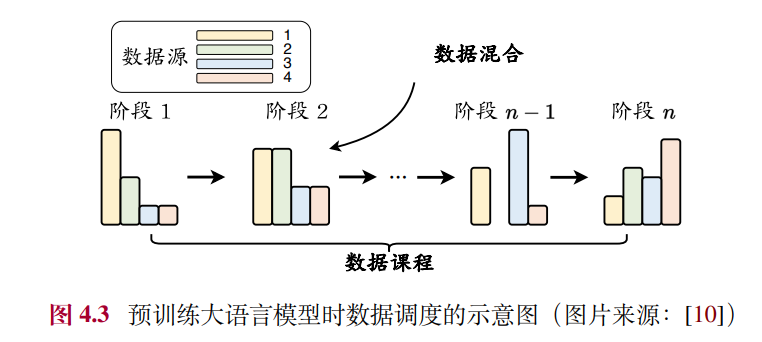 数据源
1
2
3
4
数据混合
阶段 1
阶段 2
阶段 n − 1
阶段 n
···
数据课程
图 4.3 预训练大语言模型时数据调度的示意图（图片来源：[10]）